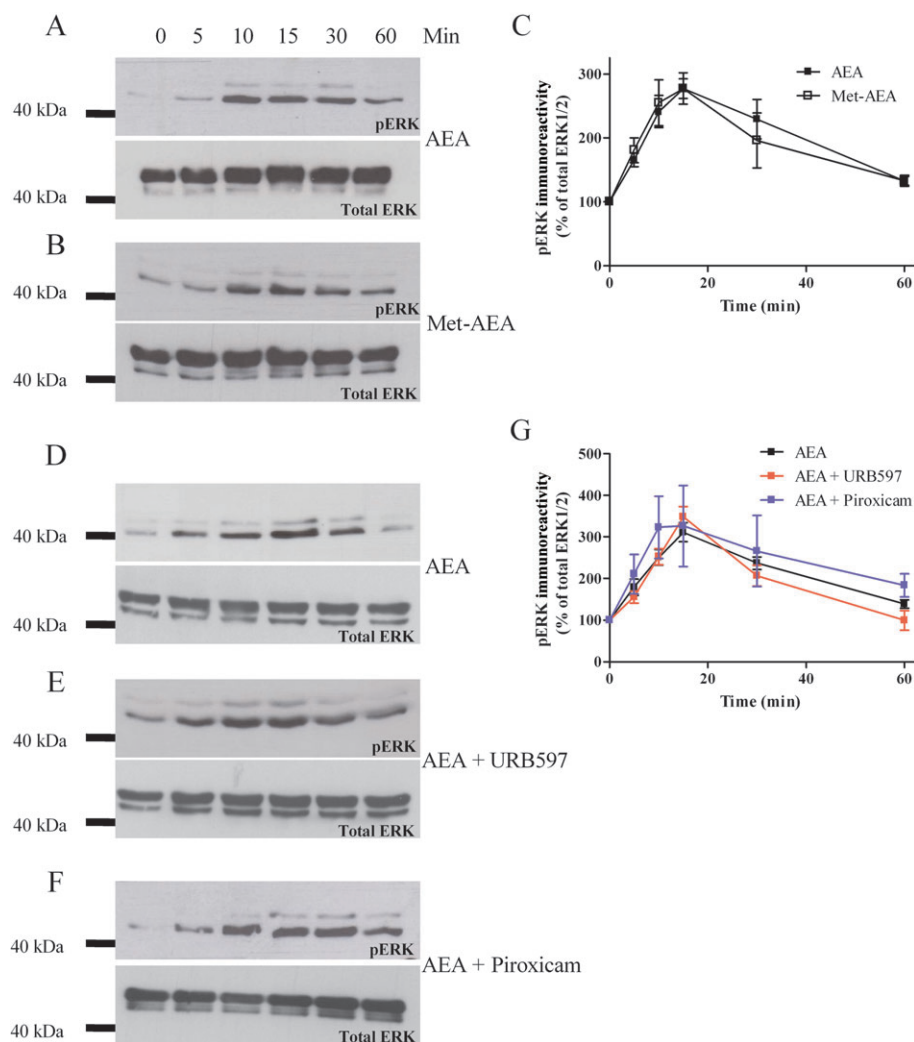 A
0 5 10 15 30 60 Min
40 kDa
pERK
AEA
40 kDa
Total ERK
B
40 kDa
pERK
Met-AEA
40 kDa
Total ERK
C
AEA
Met-AEA
pERK immunoreactivity
(% of total ERK1/2)
300
200
100
0
0 20 40 60
Time (min)
D
40 kDa
AEA
40 kDa
Total ERK
E
40 kDa
pERK
AEA + URB597
40 kDa
Total ERK
F
40 kDa
pERK
AEA + Piroxicam
40 kDa
Total ERK
G
AEA
AEA + URB597
AEA + Piroxicam
pERK immunoreactivity
(% of total ERK1/2)
500
400
300
200
100
0
0 20 40 60
Time (min)